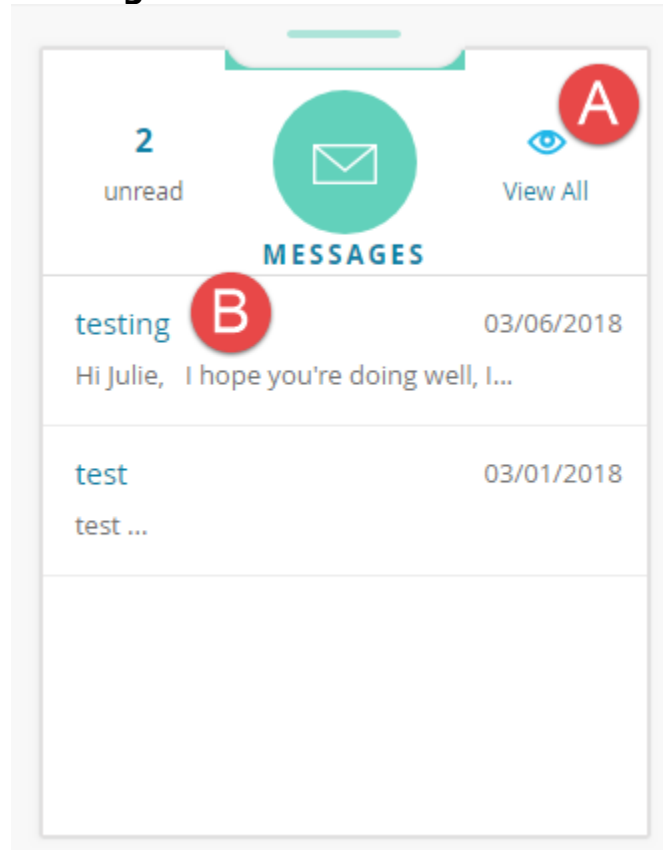 A
2
unread
View All
MESSAGES
testing
B
03/06/2018
Hi Julie,   I hope you're doing well, I...
test
03/01/2018
test ...